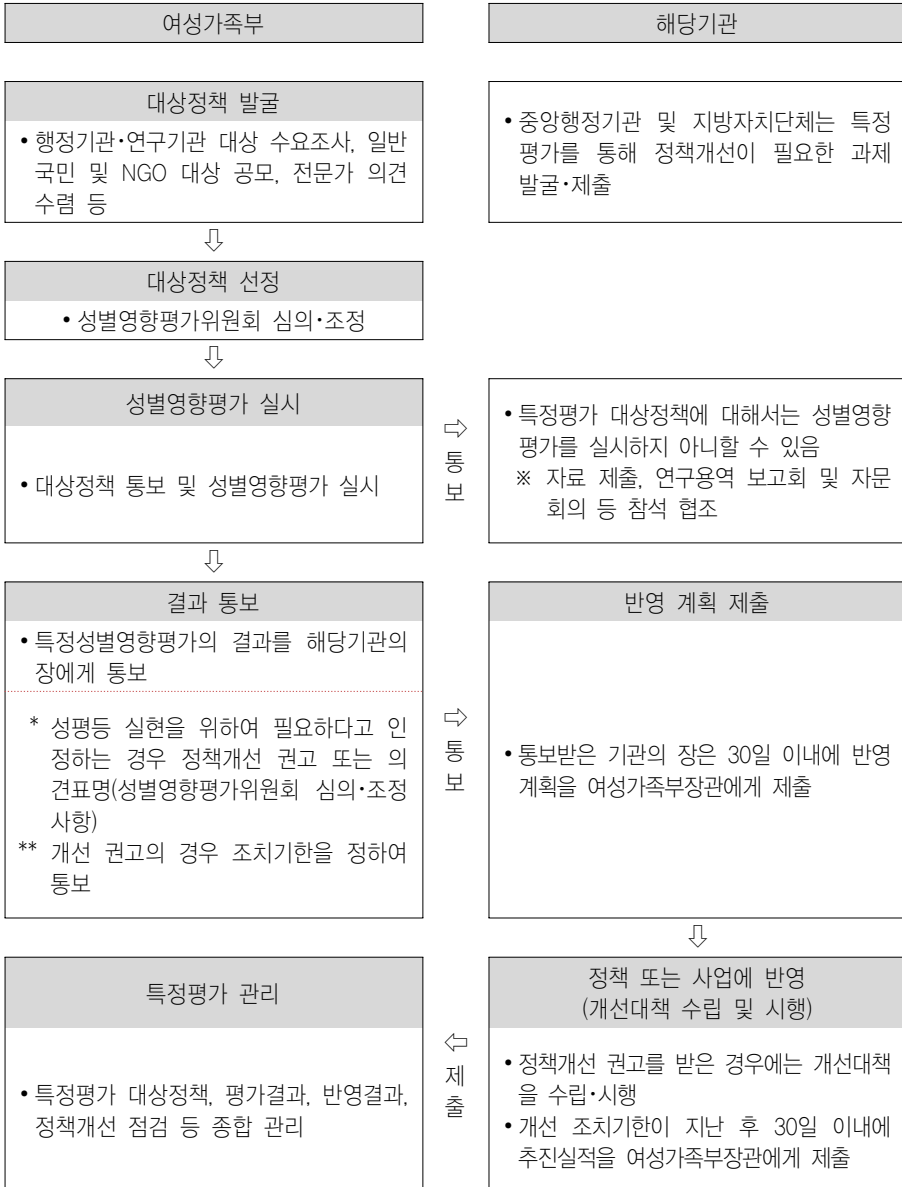 여성가족부
해당기관
대상정책 발굴
• 행정기관·연구기관 대상 수요조사, 일반
국민 및 NGO 대상 공모, 전문가 의견
수렴 등
• 중앙행정기관 및 지방자치단체는 특정
평가를 통해 정책개선이 필요한 과제
발굴·제출
⇩
대상정책 선정
• 성별영향평가위원회 심의·조정
⇩
성별영향평가 실시
• 대상정책 통보 및 성별영향평가 실시
⇨
통
보
• 특정평가 대상정책에 대해서는 성별영향
평가를 실시하지 아니할 수 있음
※ 자료 제출, 연구용역 보고회 및 자문
회의 등 참석 협조
⇩
결과 통보
• 특정성별영향평가의 결과를 해당기관의
장에게 통보
* 성평등 실현을 위하여 필요하다고 인
정하는 경우 정책개선 권고 또는 의
견표명(성별영향평가위원회 심의·조정
사항)
** 개선 권고의 경우 조치기한을 정하여
통보
⇨
통
보
반영 계획 제출
• 통보받은 기관의 장은 30일 이내에 반영
계획을 여성가족부장관에게 제출
⇩
특정평가 관리
• 특정평가 대상정책, 평가결과, 반영결과,
정책개선 점검 등 종합 관리
⇦
제
출
정책 또는 사업에 반영
(개선대책 수립 및 시행)
• 정책개선 권고를 받은 경우에는 개선대책
을 수립·시행
• 개선 조치기한이 지난 후 30일 이내에
추진실적을 여성가족부장관에게 제출